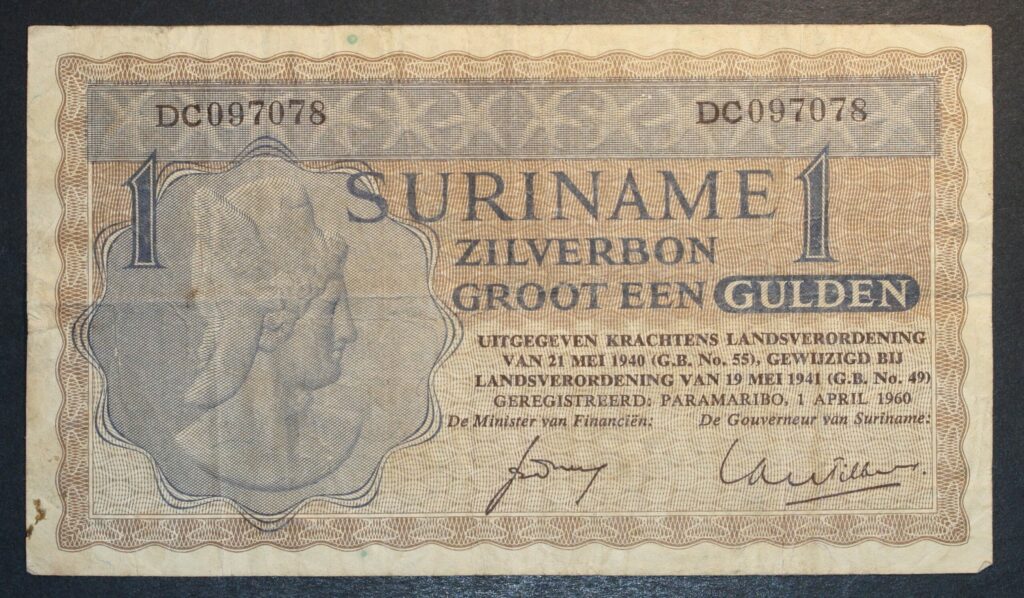 DC097078 DC097078
1 SURINAME 1
ZILVERBON
GROOT EEN GULDEN
UITGEGEVEN KRACHTENS LANDSVERORDENING
VAN 21 MEI 1940 (G.B. No. 55), GEWIJZIGD BIJ
LANDSVERORDENING VAN 19 MEI 1941 (G.B. No. 49)
GEREGISTREERD: PARAMARIBO, 1 APRIL 1960
De Minister van Financiën: De Gouverneur van Suriname: